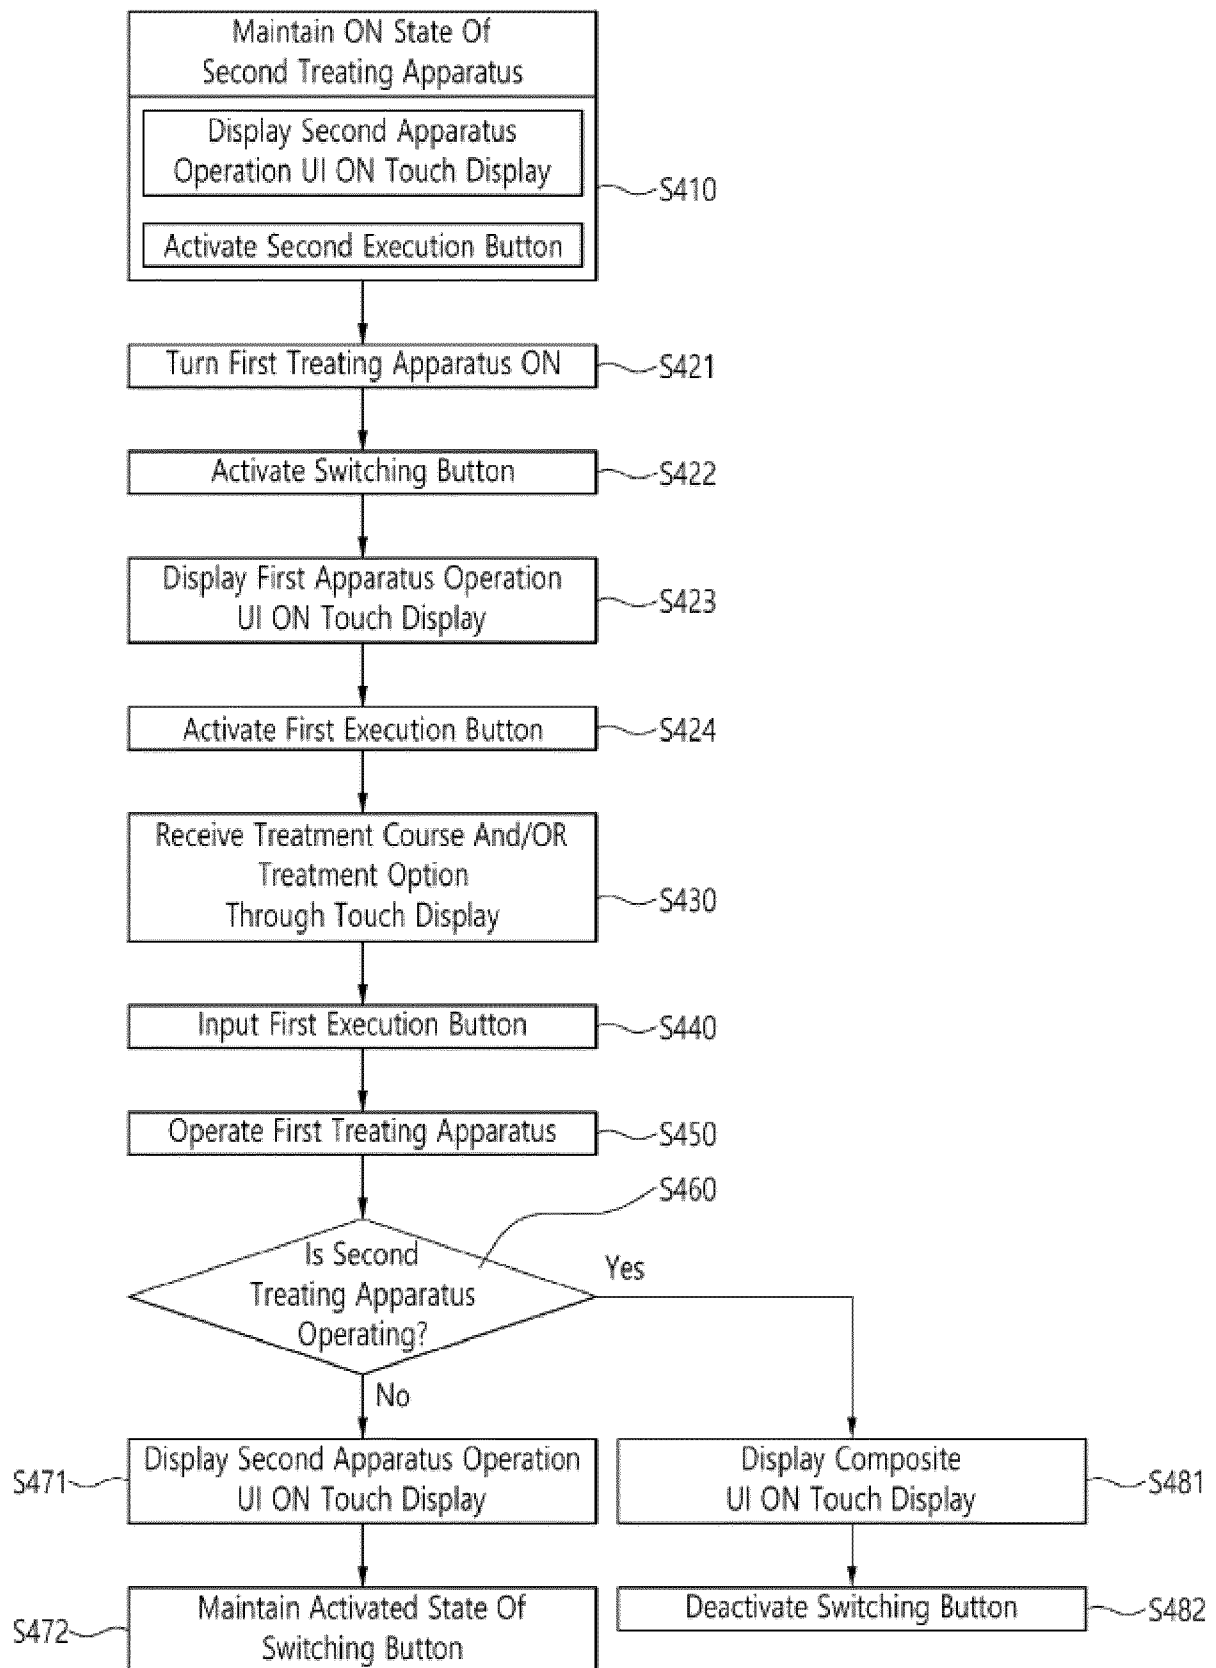 Maintain ON State Of
Second Treating Apparatus
Display Second Apparatus
Operation UI ON Touch Display
S410
Activate Second Execution Button
Turn First Treating Apparatus ON
S421
Activate Switching Button
S422
Display First Apparatus Operation
UI ON Touch Display
S423
Activate First Execution Button
S424
Receive Treatment Course And/OR
Treatment Option
Through Touch Display
S430
Input First Execution Button
S440
Operate First Treating Apparatus
S450
S460
Is Second
Treating Apparatus
Operating?
Yes
No
S471
Display Second Apparatus Operation
UI ON Touch Display
Display Composite
UI ON Touch Display
S481
S472
Maintain Activated State Of
Switching Button
Deactivate Switching Button
S482